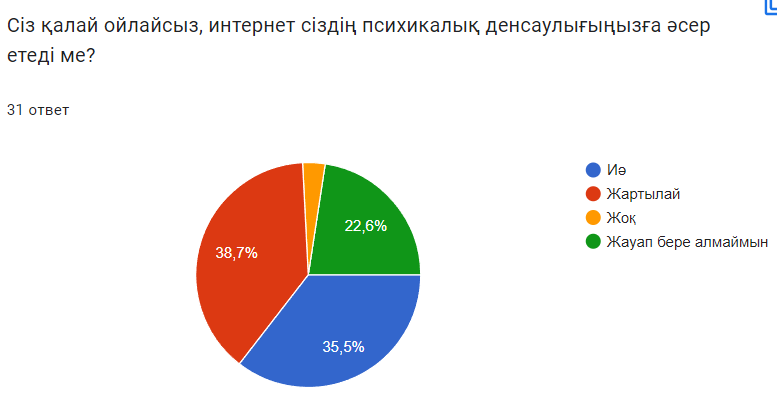 Сіз қалай ойлайсыз, интернет сіздің психикалық денсаулығыңызға әсер
етеді ме?
31 ответ
Иә
Жартылай
Жоқ
Жауап бере алмаймын
22,6%
38,7%
35,5%